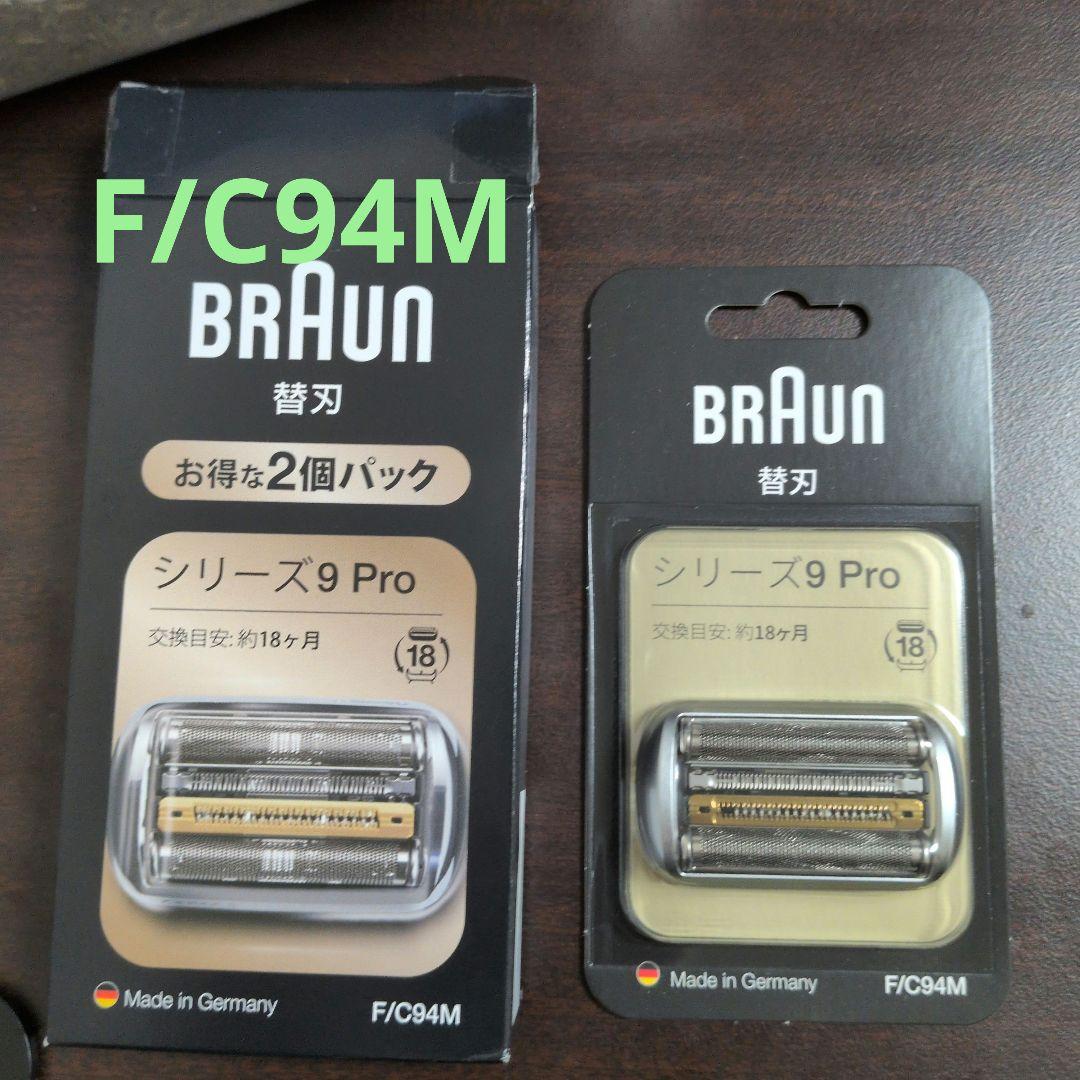 F/C94M
BRAUN
替刃
お得な2個パック
シリーズ9 Pro
交換目安: 約18ヶ月
18
Made in Germany
F/C94M
BRAUN
替刃
シリーズ9 Pro
交換目安: 約18ヶ月
18
Made in Germany
F/C94M